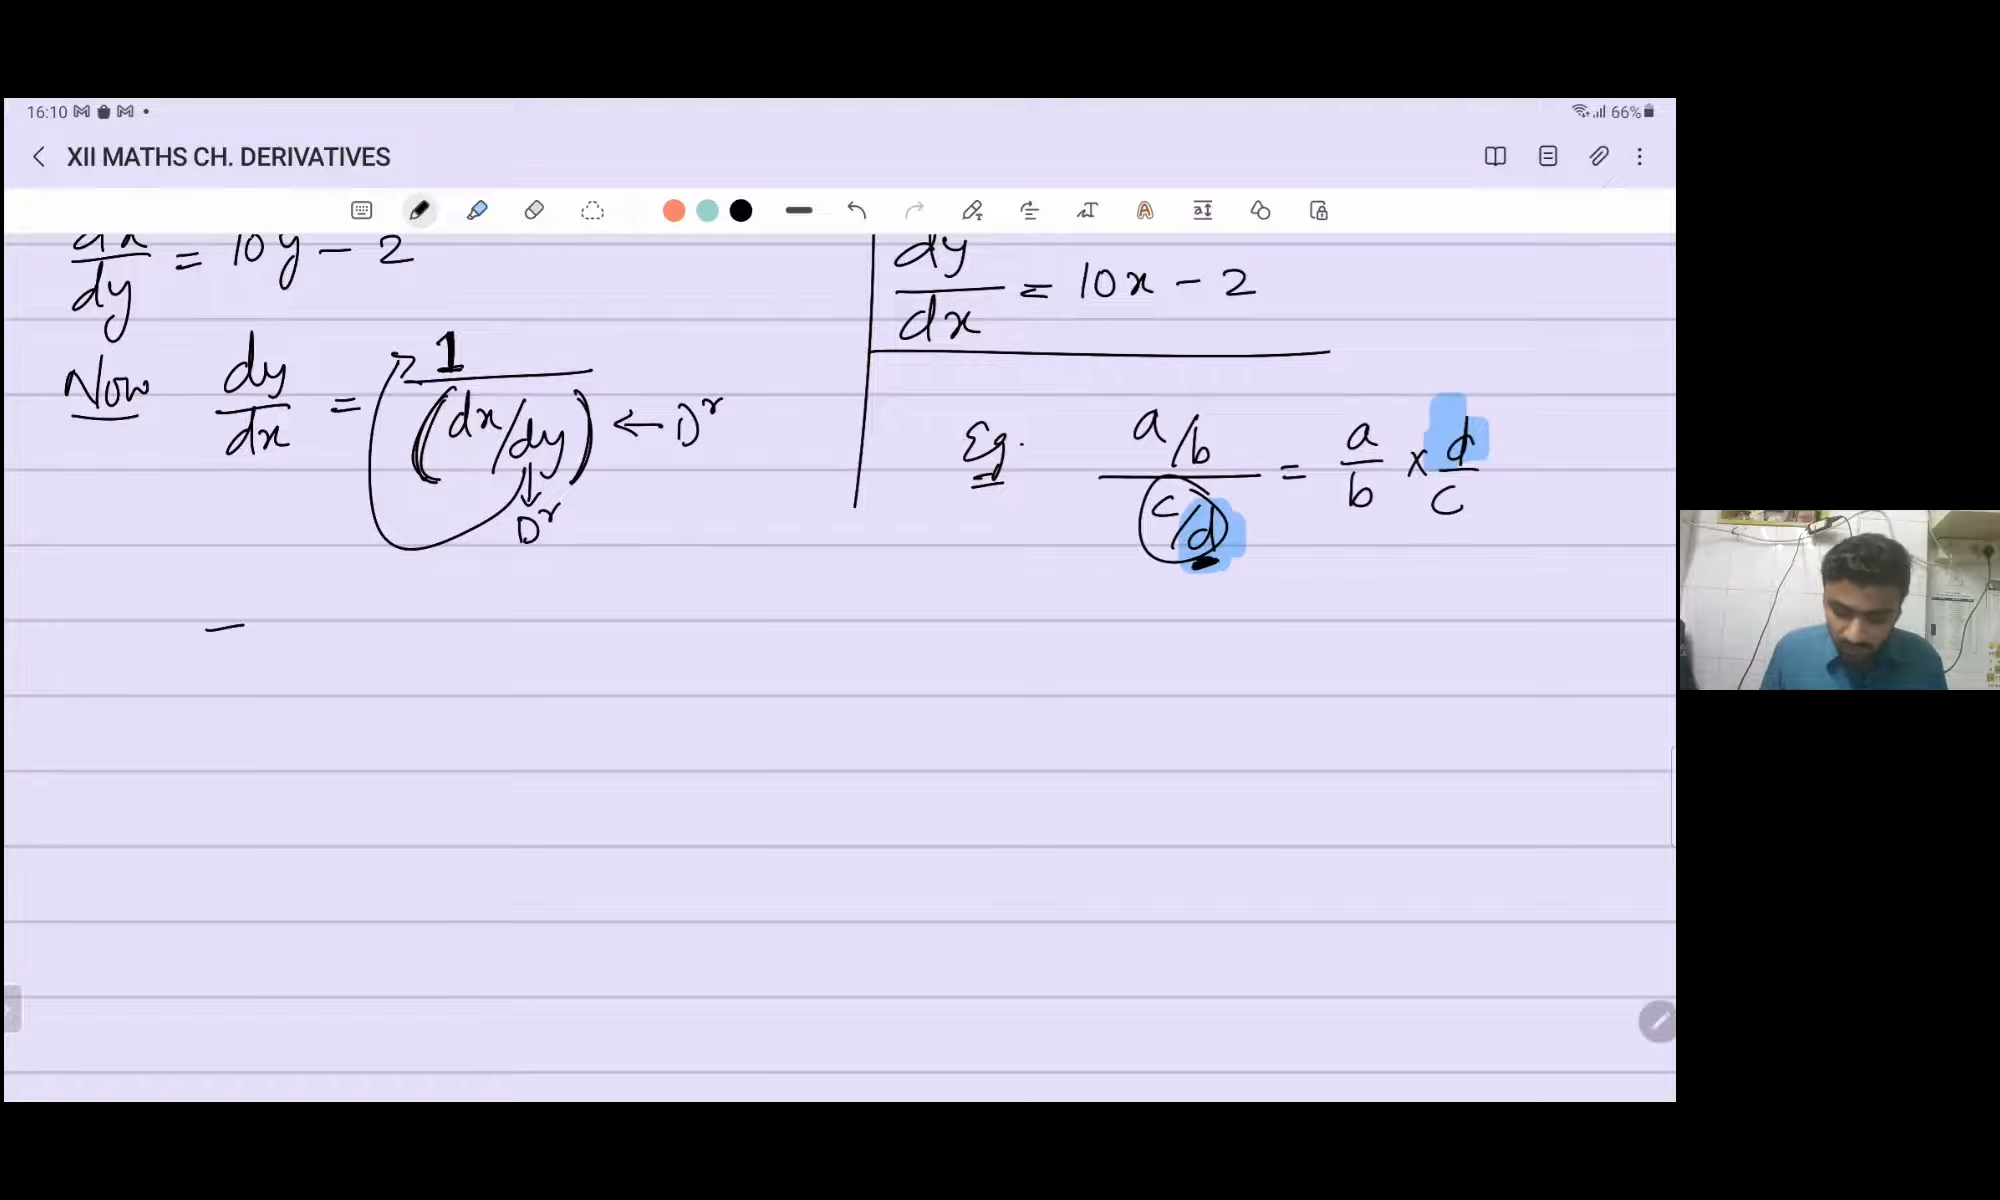 16:10
66%
XII MATHS CH. DERIVATIVES
dx/dy = 10y - 2
Now dy/dx = 1/(dx/dy) ← Dʳ
↓
Dʳ
dy/dx = 10x - 2
Eg. (a/b)/(c/d) = a/b × d/c